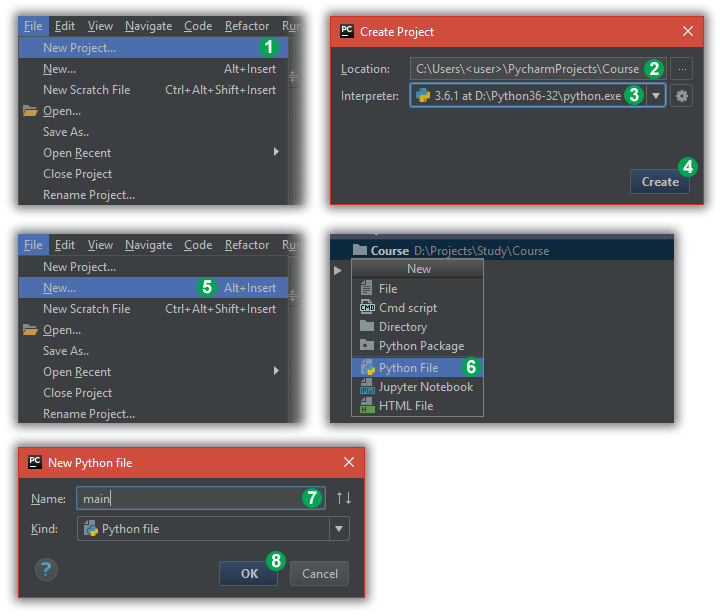 File Edit View Navigate Code Refactor Ru
New Project... 1
New... Alt+Insert
New Scratch File Ctrl+Alt+Shift+Insert
Open...
Save As..
Open Recent
Close Project
Rename Project...
PC Create Project
Location: C:\Users\<user>\PycharmProjects\Course 2 ...
Interpreter: 3.6.1 at D:\Python36-32\python.exe 3
4
Create
File Edit View Navigate Code Refactor Ru
New Project...
New... 5 Alt+Insert
New Scratch File Ctrl+Alt+Shift+Insert
Open...
Save As..
Open Recent
Close Project
Rename Project...
Course D:\Projects\Study\Course
New
File
CMD Cmd script
Directory
Python Package
Python File 6
Jupyter Notebook
H HTML File
PC New Python file
Name: main 7
Kind: Python file
8
? OK Cancel